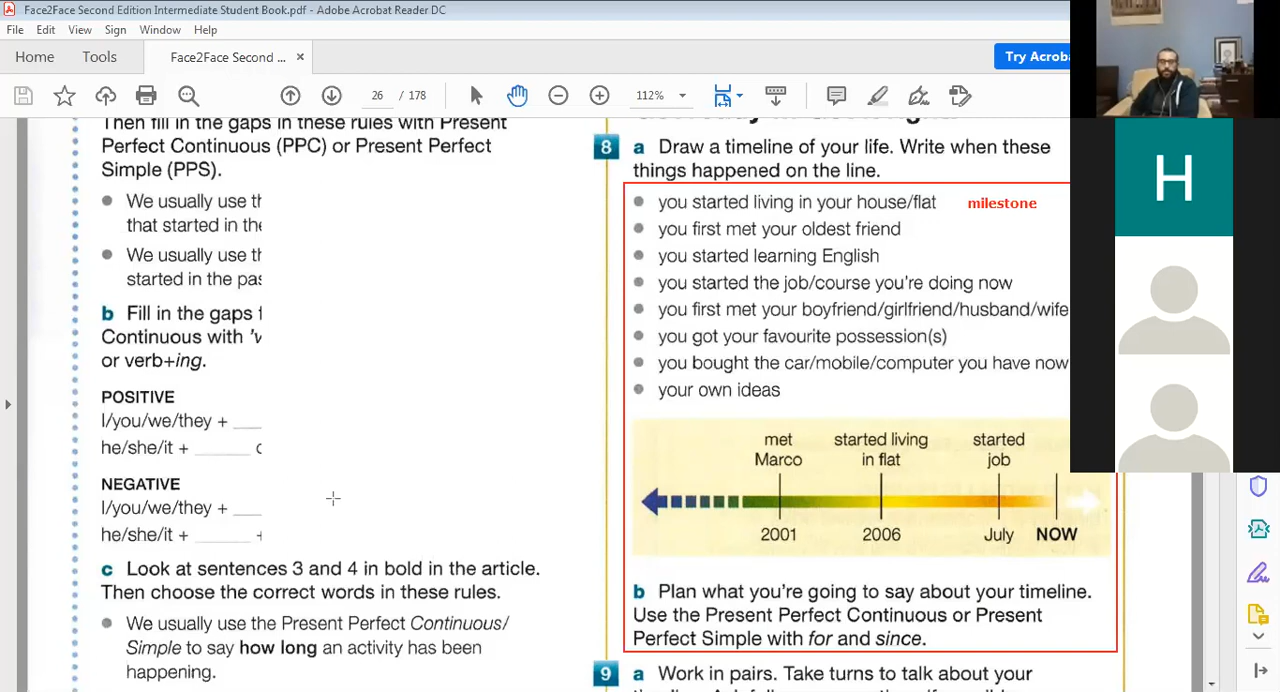 Face2Face Second Edition Intermediate Student Book.pdf - Adobe Acrobat Reader DC
File Edit View Sign Window Help
Home Tools Face2Face Second ... × Try Acroba
26 / 178 112%
Then fill in the gaps in these rules with Present
Perfect Continuous (PPC) or Present Perfect
Simple (PPS).
We usually use th
that started in the
We usually use th
started in the pas
b Fill in the gaps f
Continuous with 'v
or verb+ing.
POSITIVE
I/you/we/they + ____
he/she/it + ______ c
NEGATIVE
I/you/we/they + ____
he/she/it + ______ +
c Look at sentences 3 and 4 in bold in the article.
Then choose the correct words in these rules.
We usually use the Present Perfect Continuous/
Simple to say how long an activity has been
happening.
8 a Draw a timeline of your life. Write when these
things happened on the line.
you started living in your house/flat milestone
you first met your oldest friend
you started learning English
you started the job/course you're doing now
you first met your boyfriend/girlfriend/husband/wife
you got your favourite possession(s)
you bought the car/mobile/computer you have now
your own ideas
met Marco
started living in flat
started job
2001 2006 July NOW
b Plan what you're going to say about your timeline.
Use the Present Perfect Continuous or Present
Perfect Simple with for and since.
9 a Work in pairs. Take turns to talk about your
H